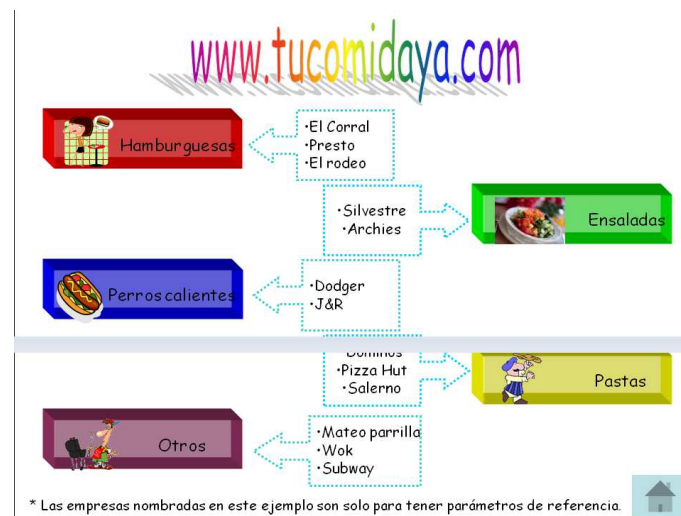 www.tucomidaya.com
Hamburguesas
•El Corral
•Presto
•El rodeo
•Silvestre
•Archies
Ensaladas
Perros calientes
•Dodger
•J&R
Dominos
•Pizza Hut
•Salerno
Pastas
Otros
•Mateo parrilla
•Wok
•Subway
* Las empresas nombradas en este ejemplo son solo para tener parámetros de referencia.